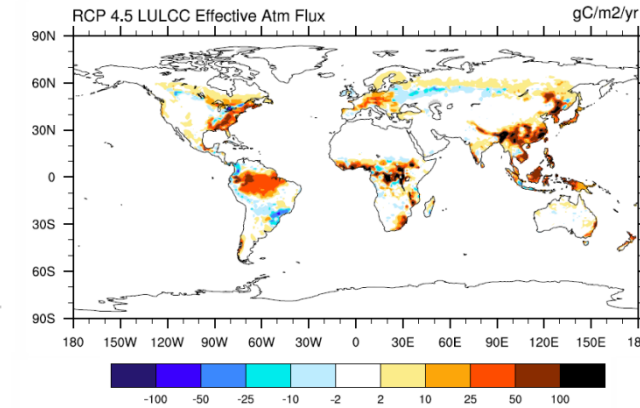 RCP 4.5 LULCC Effective Atm Flux gC/m2/yr
90N
60N
30N
0
30S
60S
90S
180 150W 120W 90W 60W 30W 0 30E 60E 90E 120E 150E 18
-100 -50 -25 -10 -2 2 10 25 50 100